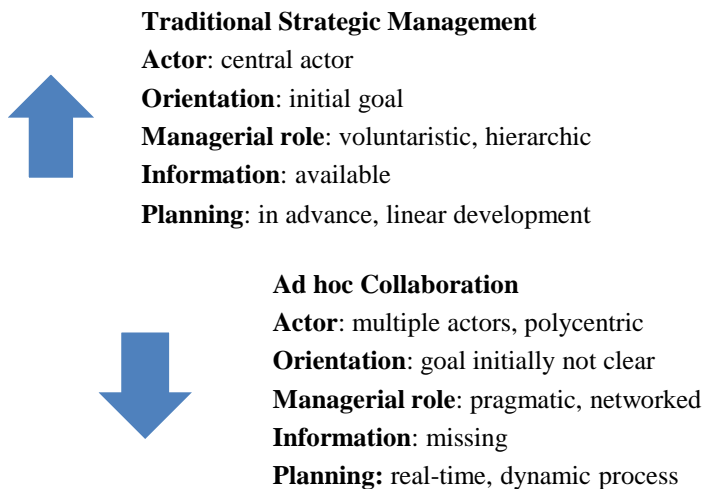 Traditional Strategic Management
Actor: central actor
Orientation: initial goal
Managerial role: voluntaristic, hierarchic
Information: available
Planning: in advance, linear development
Ad hoc Collaboration
Actor: multiple actors, polycentric
Orientation: goal initially not clear
Managerial role: pragmatic, networked
Information: missing
Planning: real-time, dynamic process